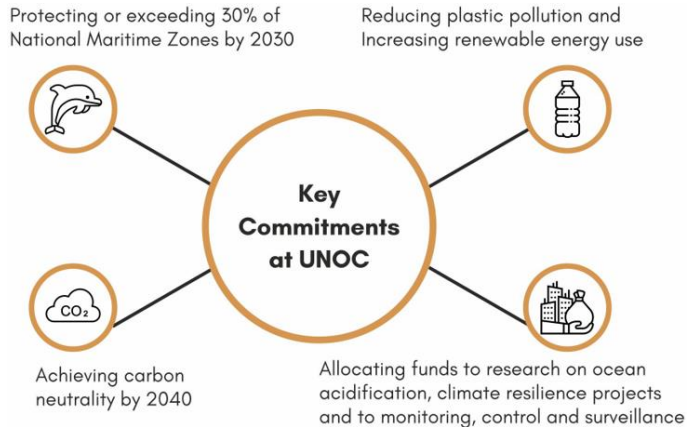 Protecting or exceeding 30% of
National Maritime Zones by 2030
Reducing plastic pollution and
Increasing renewable energy use
Key
Commitments
at UNOC
CO₂
Achieving carbon
neutrality by 2040
Allocating funds to research on ocean
acidification, climate resilience projects
and to monitoring, control and surveillance